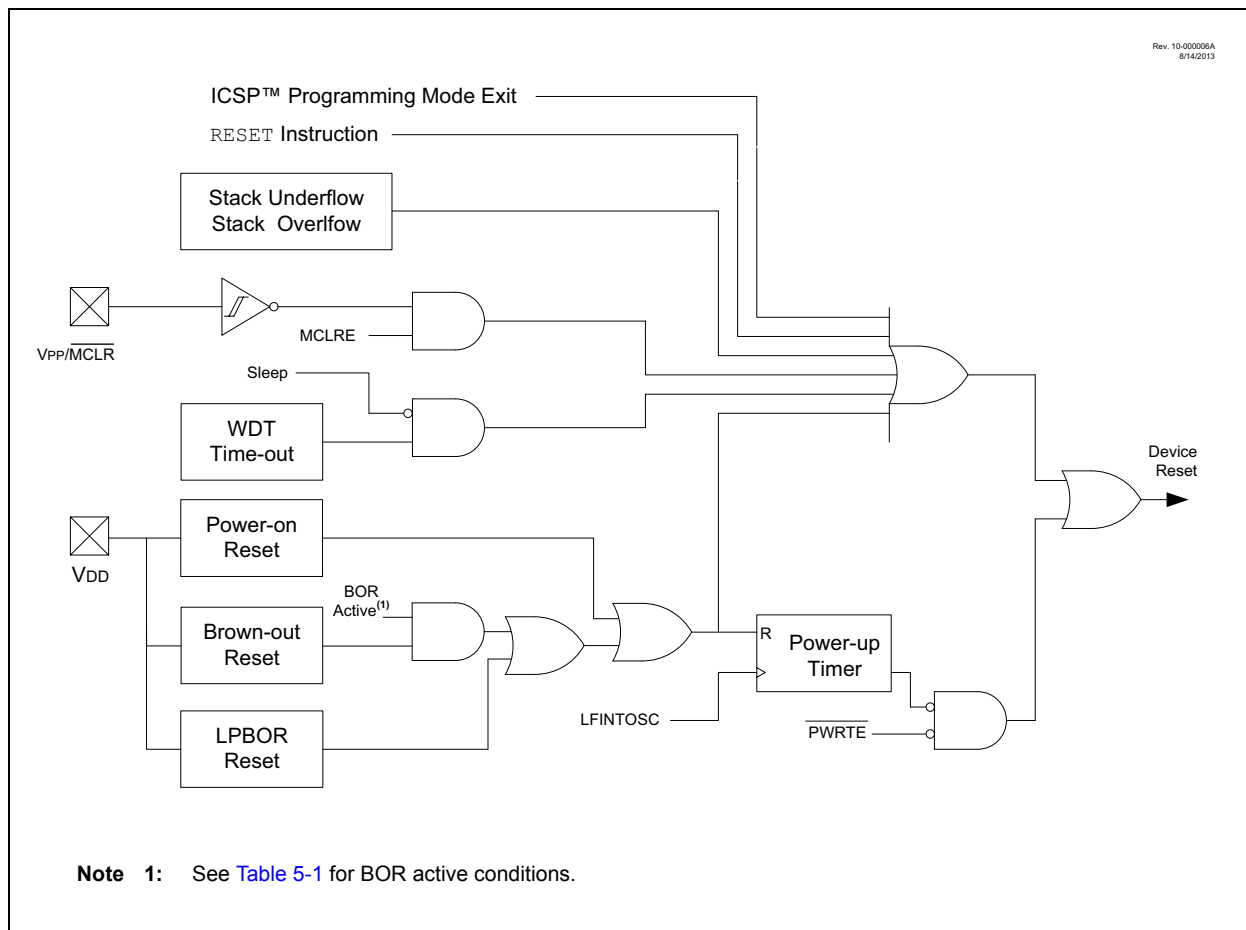 Rev. 10-000006A
8/14/2013
ICSP™ Programming Mode Exit
RESET Instruction
Stack Underflow
Stack Overlfow
VPP/MCLR
MCLRE
Sleep
WDT
Time-out
Device
Reset
VDD
Power-on
Reset
BOR
Active(1)
Brown-out
Reset
R
Power-up
Timer
LFINTOSC
PWRTE
LPBOR
Reset
Note 1: See Table 5-1 for BOR active conditions.